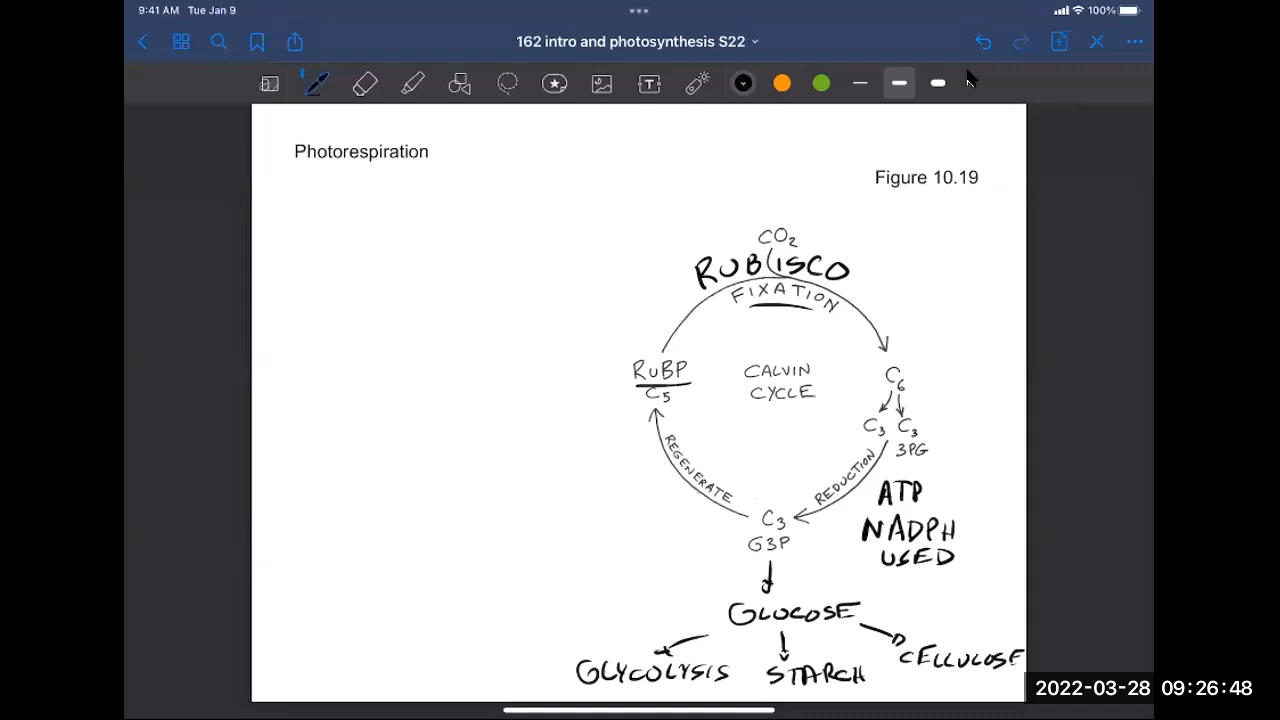 9:41 AM Tue Jan 9
100%
162 intro and photosynthesis S22
Photorespiration
Figure 10.19
CO2
RUBISCO
FIXATION
RuBP
C5
CALVIN
CYCLE
C6
C3 C3
3PG
REGENERATE
REDUCTION
ATP
NADPH
USED
C3
G3P
GLUCOSE
GLYCOLYSIS STARCH CELLULOSE
2022-03-28 09:26:48